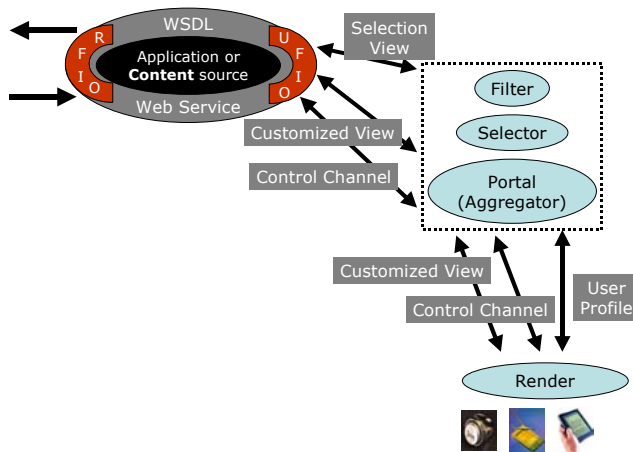 WSDL
R
F
I
O
Application or
Content source
U
F
I
O
Web Service
Selection
View
Customized View
Control Channel
Filter
Selector
Portal
(Aggregator)
Customized View
Control Channel
User
Profile
Render